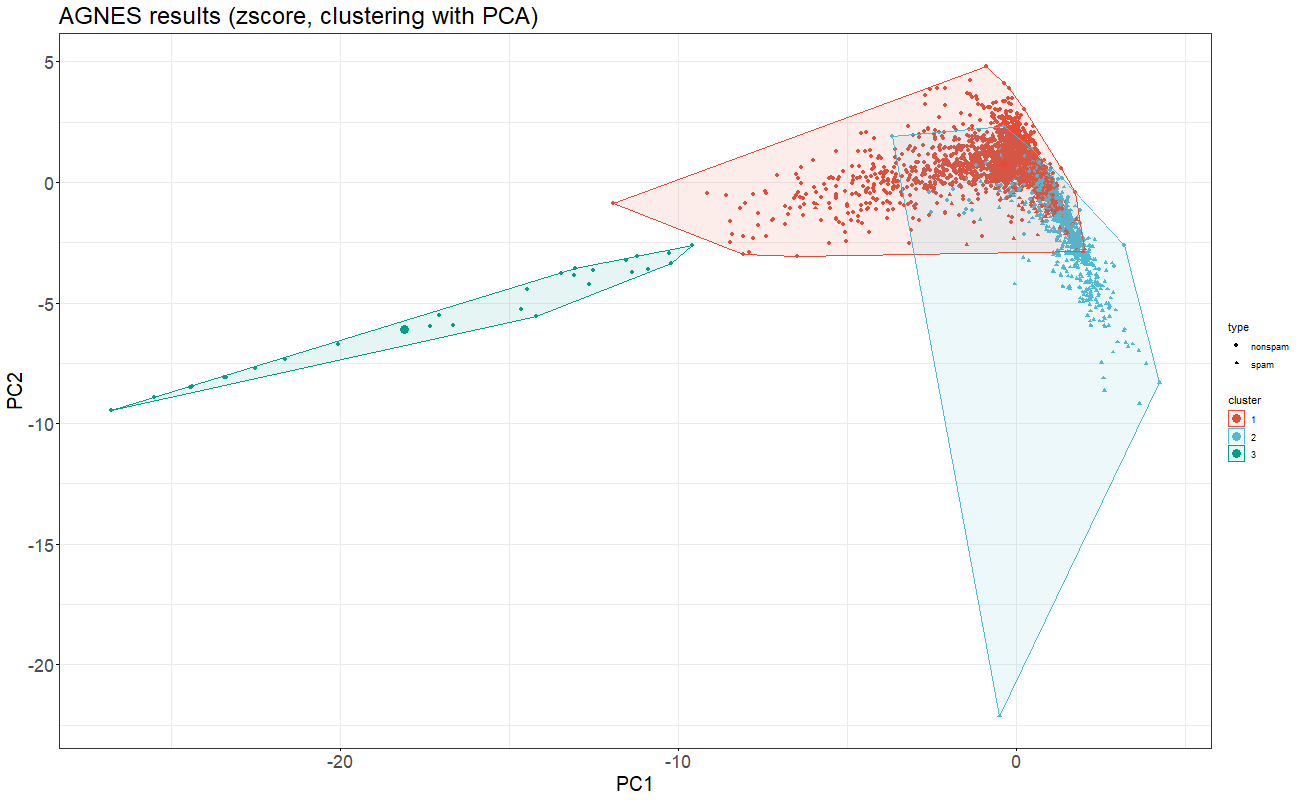 AGNES results (zscore, clustering with PCA)
5
0
-5
-10
-15
-20
PC2
-20
-10
0
PC1
type
nonspam
spam
cluster
1
2
3